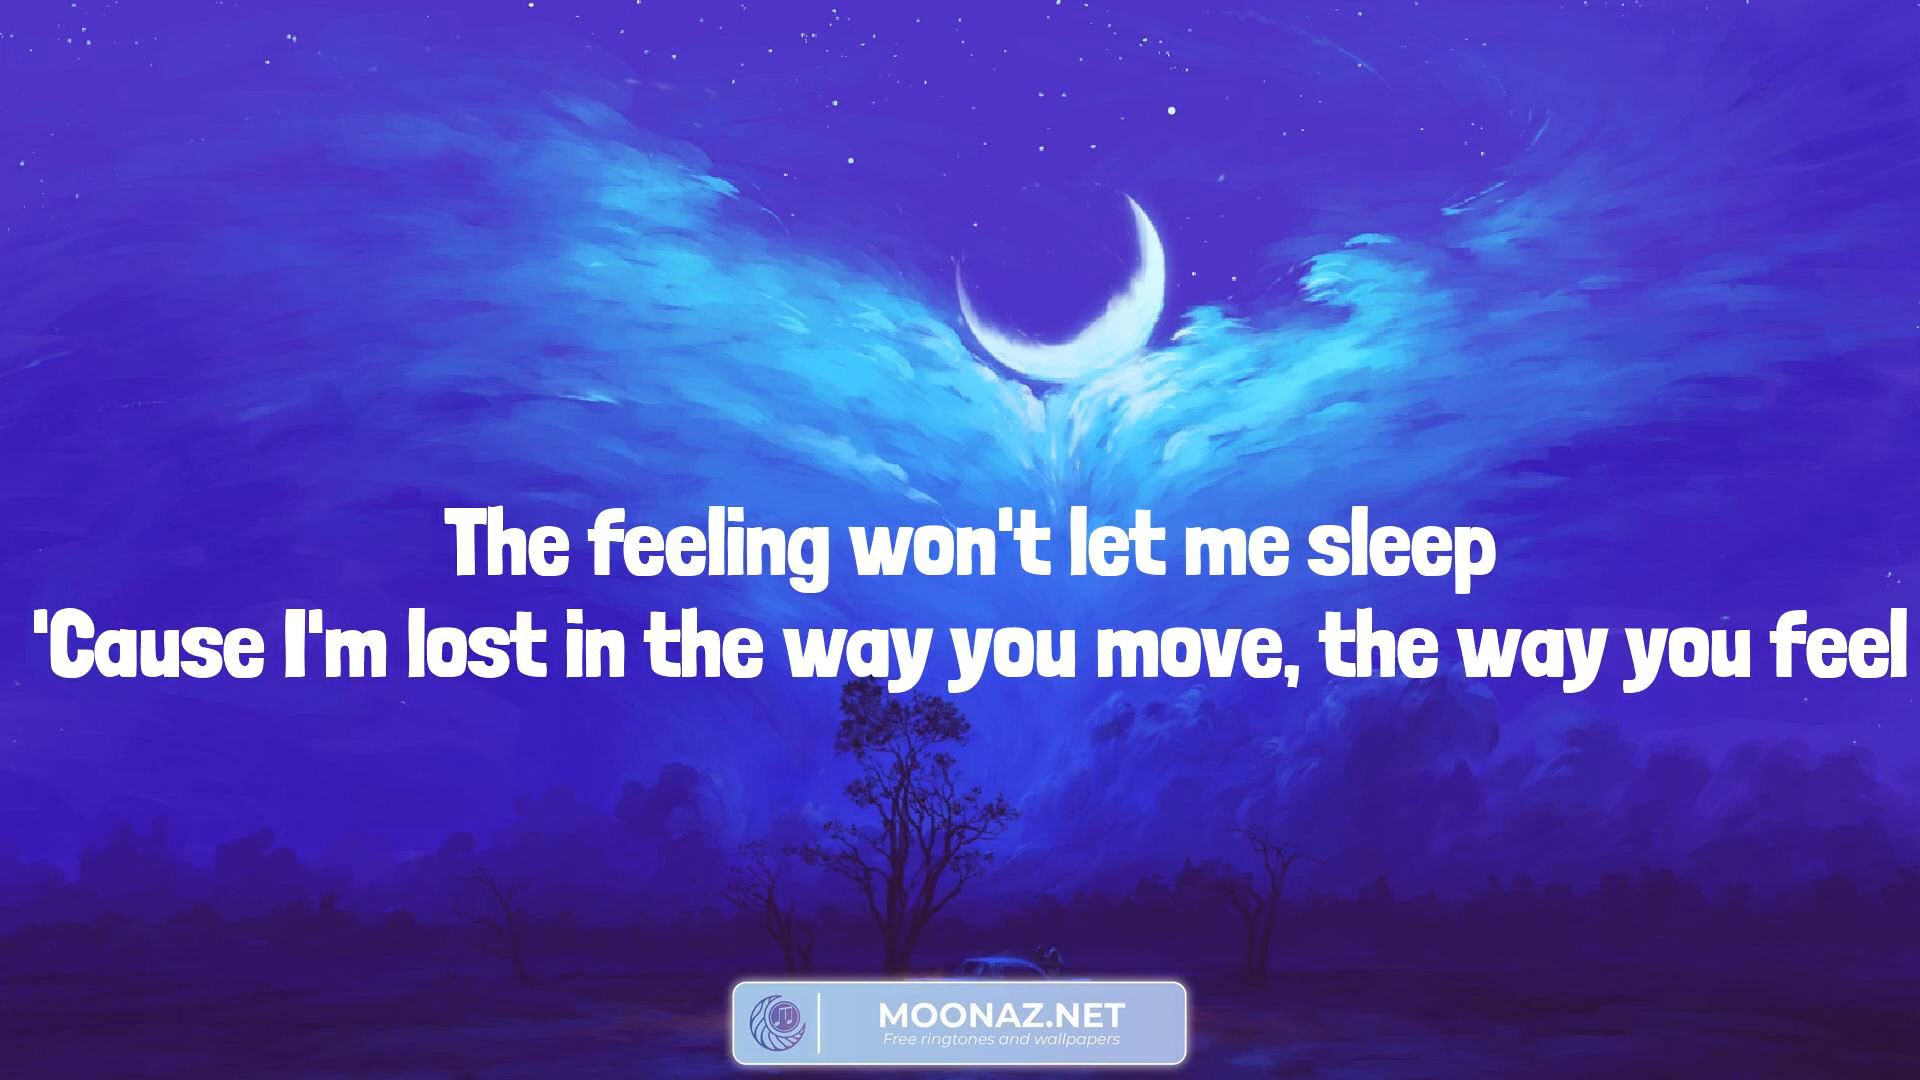 The feeling won't let me sleep
'Cause I'm lost in the way you move, the way you feel
MOONAZ.NET
Free ringtones and wallpapers